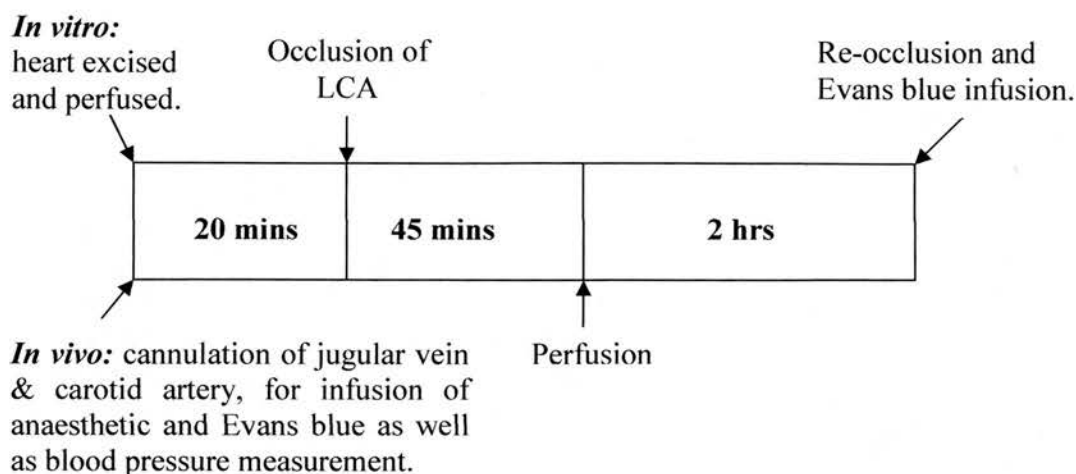 In vitro:
heart excised
and perfused.
Occlusion of
LCA
Re-occlusion and
Evans blue infusion.
20 mins
45 mins
2 hrs
In vivo: cannulation of jugular vein
& carotid artery, for infusion of
anaesthetic and Evans blue as well
as blood pressure measurement.
Perfusion